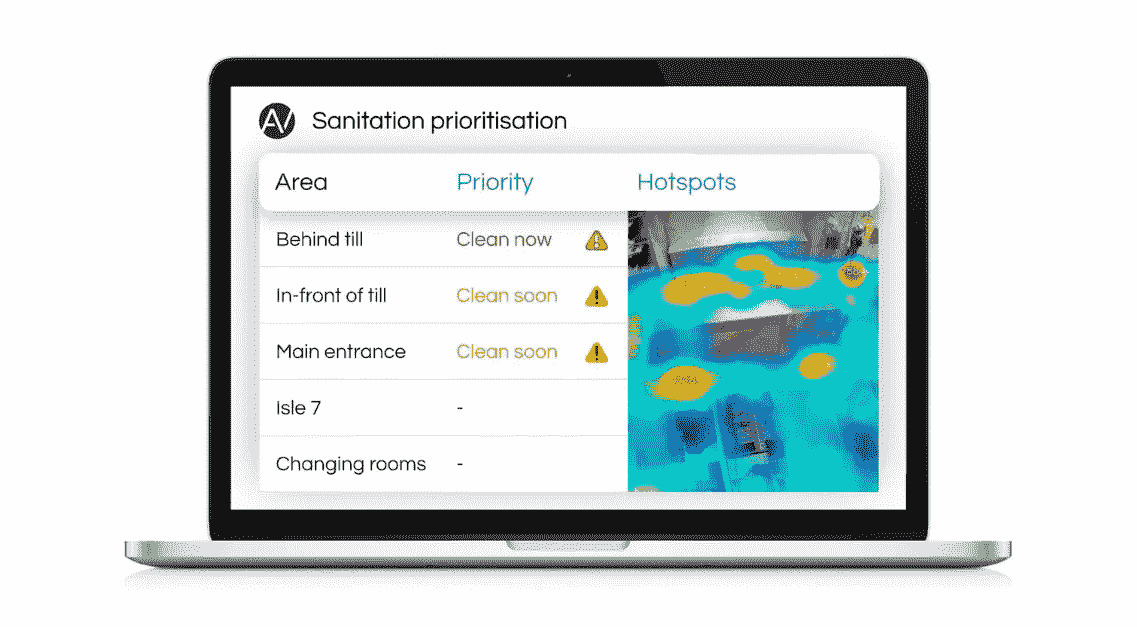 AV Sanitation prioritisation
Area Priority Hotspots
Behind till Clean now
In-front of till Clean soon
Main entrance Clean soon
Isle 7 -
Changing rooms -